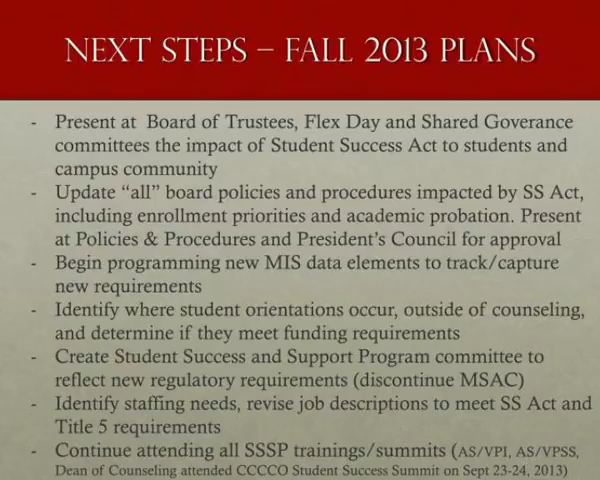 NEXT STEPS – FALL 2013 PLANS
- Present at Board of Trustees, Flex Day and Shared Goverance
committees the impact of Student Success Act to students and
campus community
- Update “all” board policies and procedures impacted by SS Act,
including enrollment priorities and academic probation. Present
at Policies & Procedures and President’s Council for approval
- Begin programming new MIS data elements to track/capture
new requirements
- Identify where student orientations occur, outside of counseling,
and determine if they meet funding requirements
- Create Student Success and Support Program committee to
reflect new regulatory requirements (discontinue MSAC)
- Identify staffing needs, revise job descriptions to meet SS Act and
Title 5 requirements
- Continue attending all SSSP trainings/summits (AS/VPI, AS/VPSS,
Dean of Counseling attended CCCCO Student Success Summit on Sept 23-24, 2013)